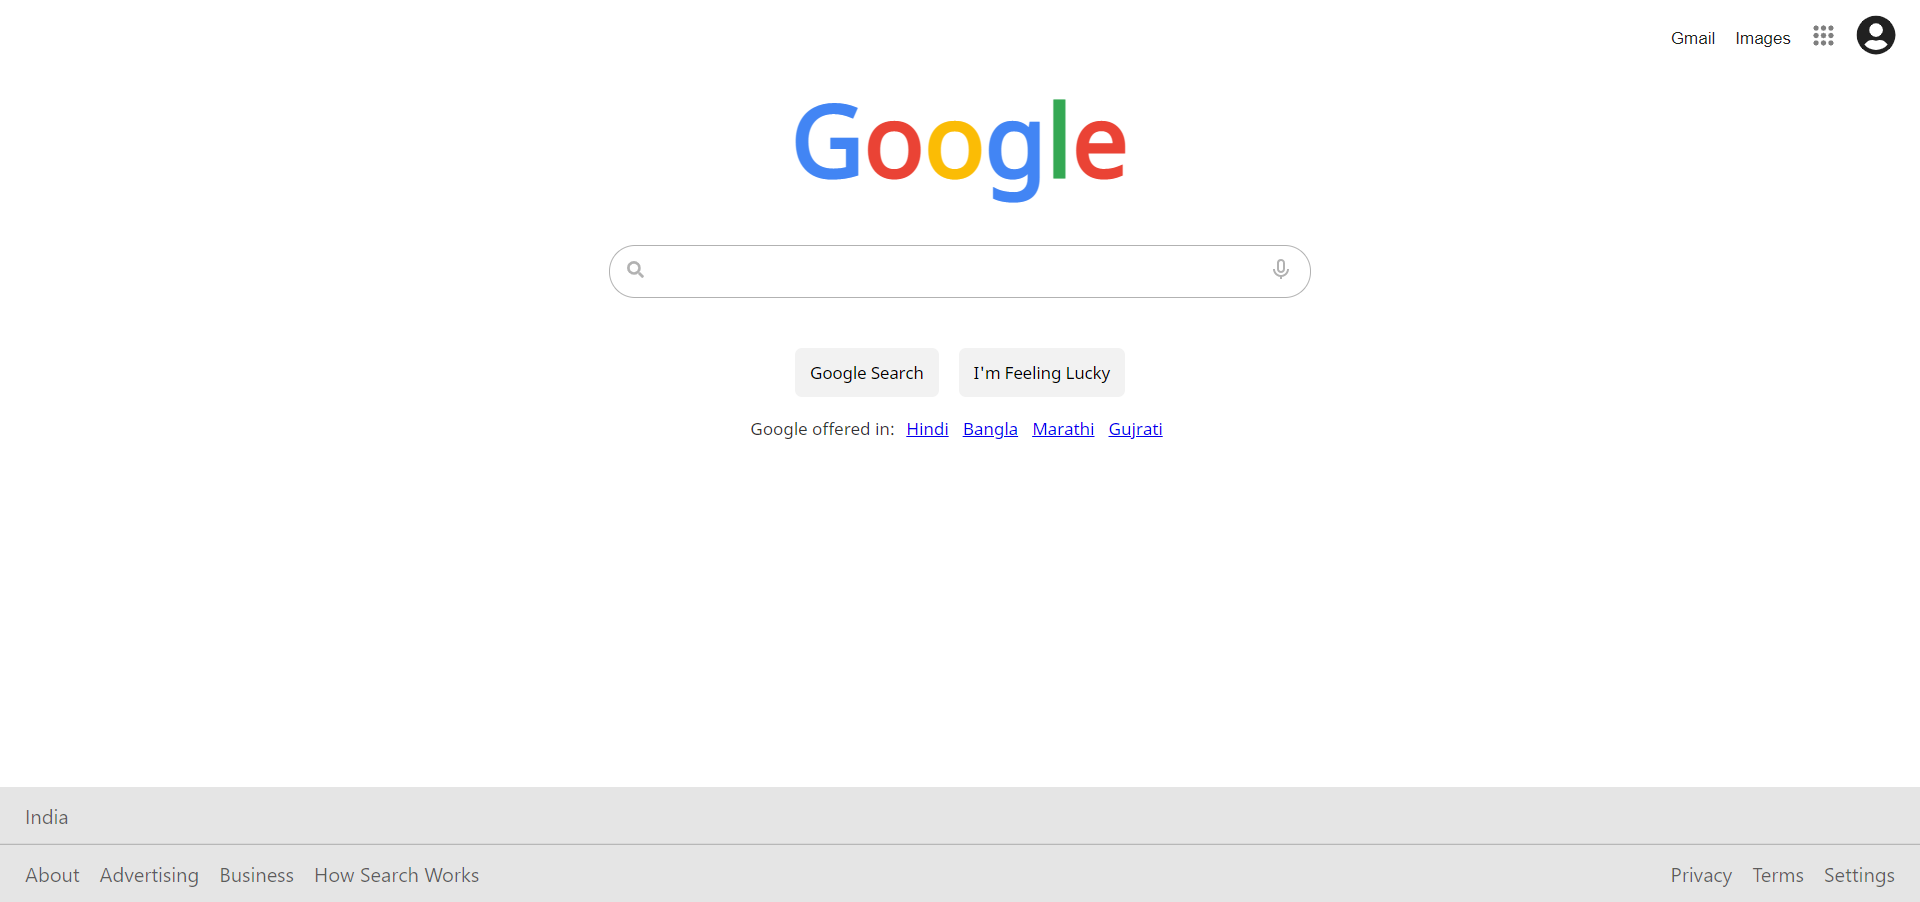 Gmail Images
Google
Google Search I'm Feeling Lucky
Google offered in: Hindi Bangla Marathi Gujrati
India
About Advertising Business How Search Works Privacy Terms Settings